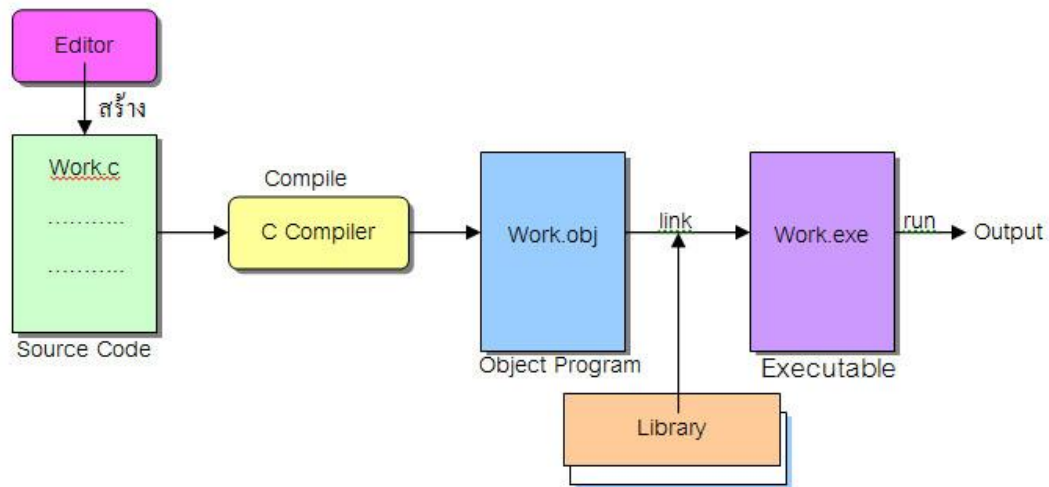 Editor
สร้าง
Work.c
...........
...........
Source Code
Compile
C Compiler
Work.obj
Object Program
link
Library
Work.exe
Executable
run
Output